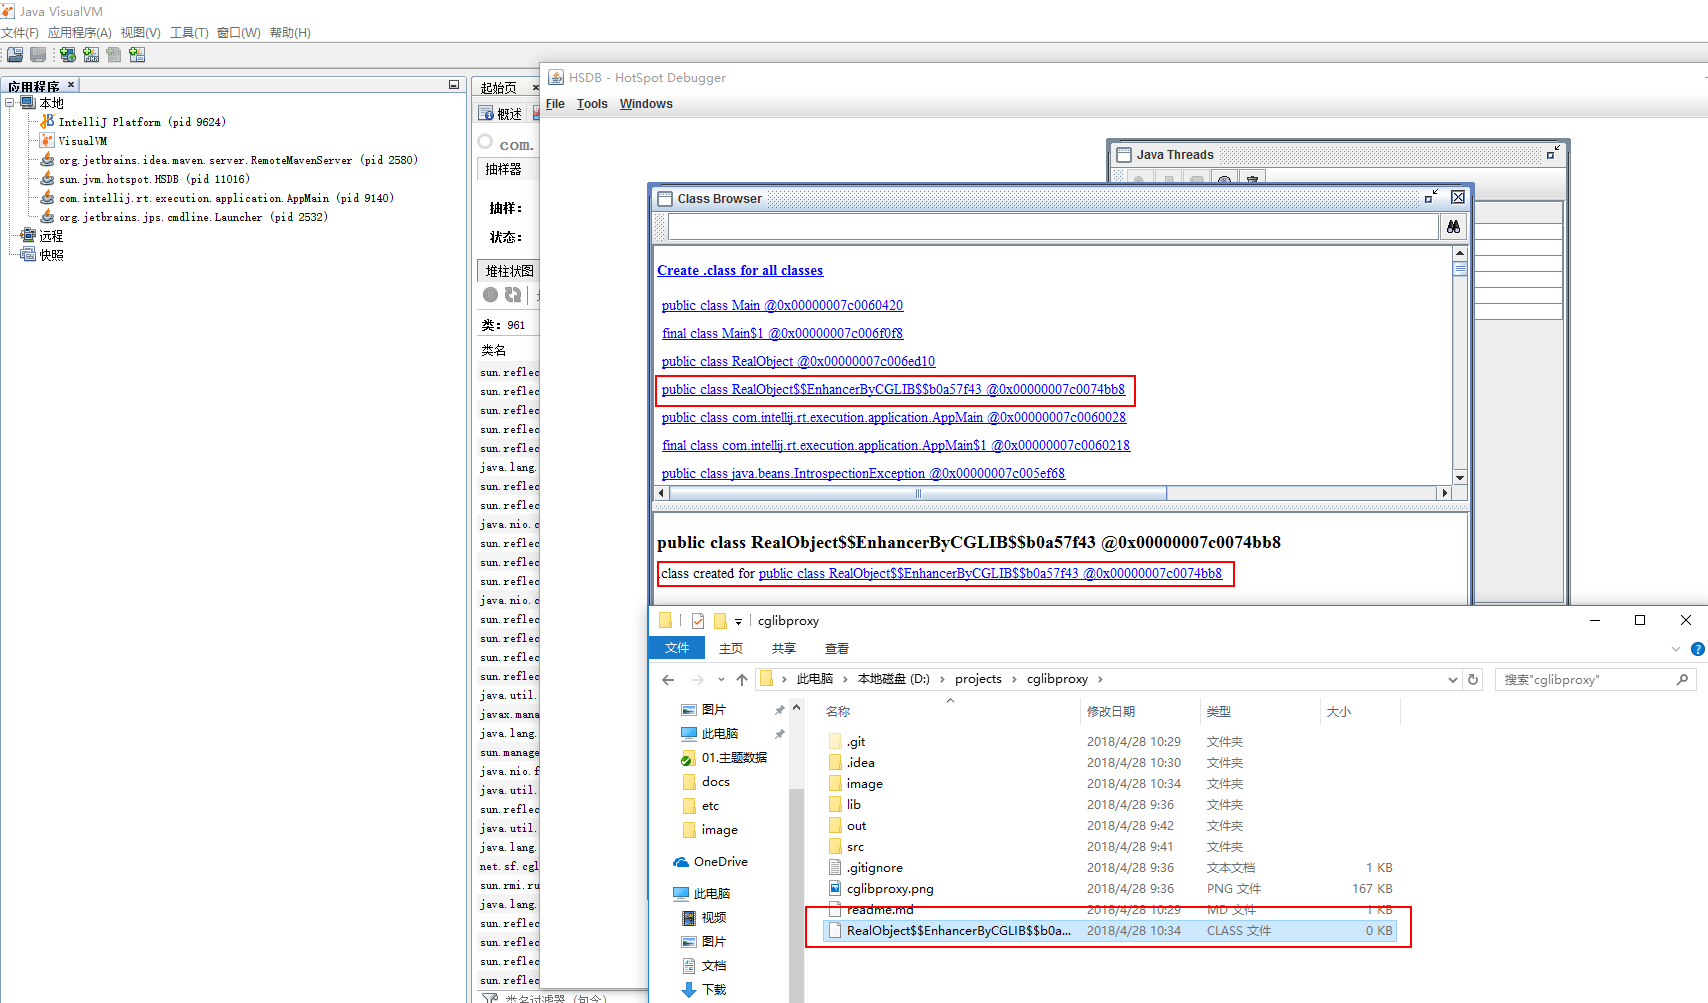 Java VisualVM
文件(F) 应用程序(A) 视图(V) 工具(T) 窗口(W) 帮助(H)
应用程序
本地
IntelliJ Platform (pid 9624)
VisualVM
org.jetbrains.idea.maven.server.RemoteMavenServer (pid 2580)
sun.jvm.hotspot.HSDB (pid 11016)
com.intellij.rt.execution.application.AppMain (pid 9140)
org.jetbrains.jps.cmdline.Launcher (pid 2532)
远程
快照
起始页
概述
com.
抽样器
抽样：
状态：
堆柱状图
类： 961
类名
sun.reflec
sun.reflec
sun.reflec
sun.reflec
sun.reflec
java.lang.
sun.reflec
sun.reflec
java.nio.c
sun.reflec
sun.reflec
sun.reflec
java.nio.c
sun.reflec
sun.reflec
sun.reflec
sun.reflec
java.util.
javax.mana
java.lang.
sun.manage
java.nio.f
java.util.
sun.reflec
java.util.
java.lang.
net.sf.cgl
sun.rmi.ru
java.lang.
sun.reflec
sun.reflec
sun.reflec
sun.reflec
类名过滤器 (包含)
HSDB - HotSpot Debugger
File Tools Windows
Java Threads
Class Browser
Create .class for all classes
public class Main @0x00000007c0060420
final class Main$1 @0x00000007c006f0f8
public class RealObject @0x00000007c006ed10
public class RealObject$$EnhancerByCGLIB$$b0a57f43 @0x00000007c0074bb8
public class com.intellij.rt.execution.application.AppMain @0x00000007c0060028
final class com.intellij.rt.execution.application.AppMain$1 @0x00000007c0060218
public class java.beans.IntrospectionException @0x00000007c005ef68
public class RealObject$$EnhancerByCGLIB$$b0a57f43 @0x00000007c0074bb8
.class created for public class RealObject$$EnhancerByCGLIB$$b0a57f43 @0x00000007c0074bb8
cglibproxy
文件 主页 共享 查看
此电脑 本地磁盘 (D:) projects cglibproxy
搜索"cglibproxy"
图片
此电脑
01.主题数据
docs
etc
image
OneDrive
此电脑
视频
图片
文档
下载
名称 修改日期 类型 大小
.git 2018/4/28 10:29 文件夹
.idea 2018/4/28 10:30 文件夹
image 2018/4/28 10:34 文件夹
lib 2018/4/28 9:36 文件夹
out 2018/4/28 9:42 文件夹
src 2018/4/28 9:41 文件夹
.gitignore 2018/4/28 9:36 文本文档 1 KB
cglibproxy.png 2018/4/28 9:36 PNG 文件 167 KB
readme.md 2018/4/28 10:29 MD 文件 1 KB
RealObject$$EnhancerByCGLIB$$b0a... 2018/4/28 10:34 CLASS 文件 0 KB